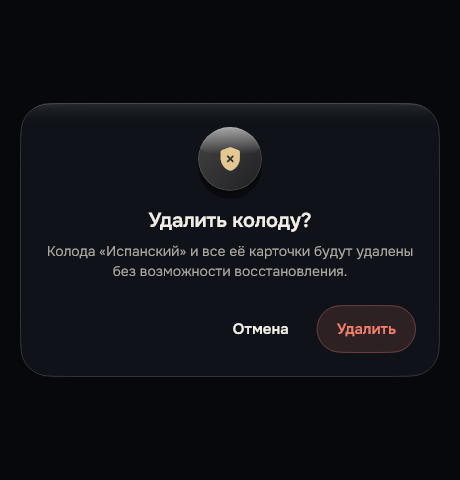 Удалить колоду?
Колода «Испанский» и все её карточки будут удалены
без возможности восстановления.
Отмена
Удалить